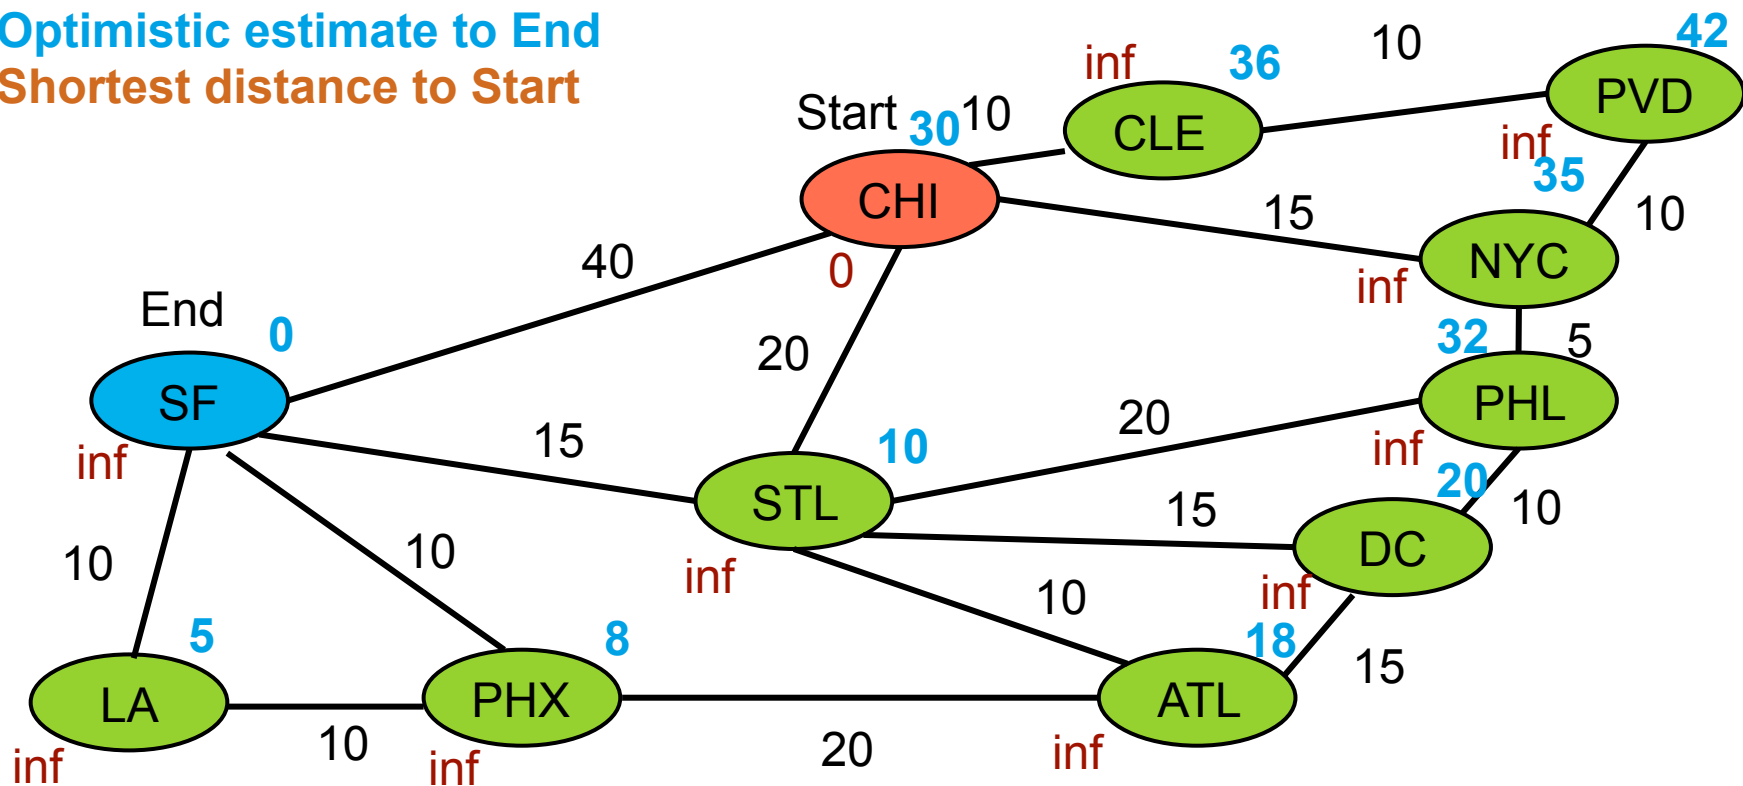 Optimistic estimate to End
Shortest distance to Start
42
10
inf
36
PVD
Start
30
10
CLE
inf
35
CHI
15
10
40
0
NYC
inf
End
0
20
32
5
SF
PHL
20
inf
15
10
inf
20
STL
15
10
DC
10
10
inf
10
inf
5
8
18
15
LA
PHX
ATL
10
20
inf
inf
inf